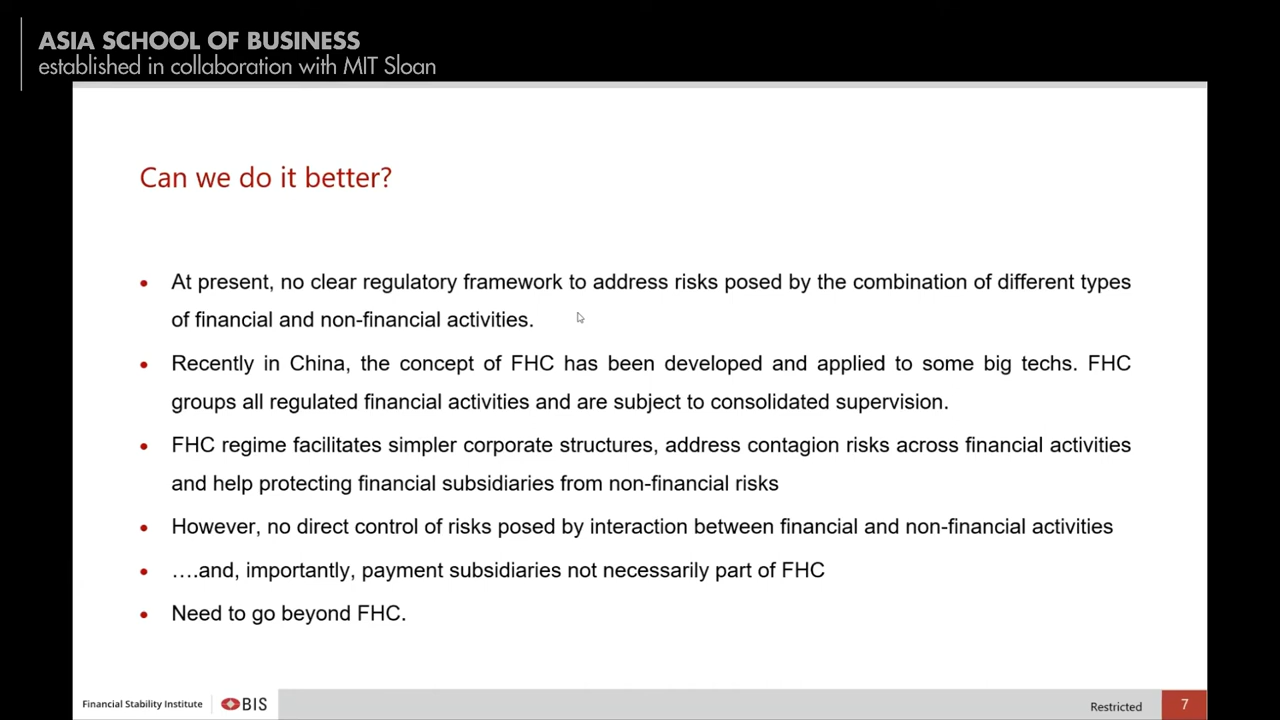 ASIA SCHOOL OF BUSINESS
established in collaboration with MIT Sloan
Can we do it better?
• At present, no clear regulatory framework to address risks posed by the combination of different types
of financial and non-financial activities.
• Recently in China, the concept of FHC has been developed and applied to some big techs. FHC
groups all regulated financial activities and are subject to consolidated supervision.
• FHC regime facilitates simpler corporate structures, address contagion risks across financial activities
and help protecting financial subsidiaries from non-financial risks
• However, no direct control of risks posed by interaction between financial and non-financial activities
• ….and, importantly, payment subsidiaries not necessarily part of FHC
• Need to go beyond FHC.
Financial Stability Institute BIS Restricted 7